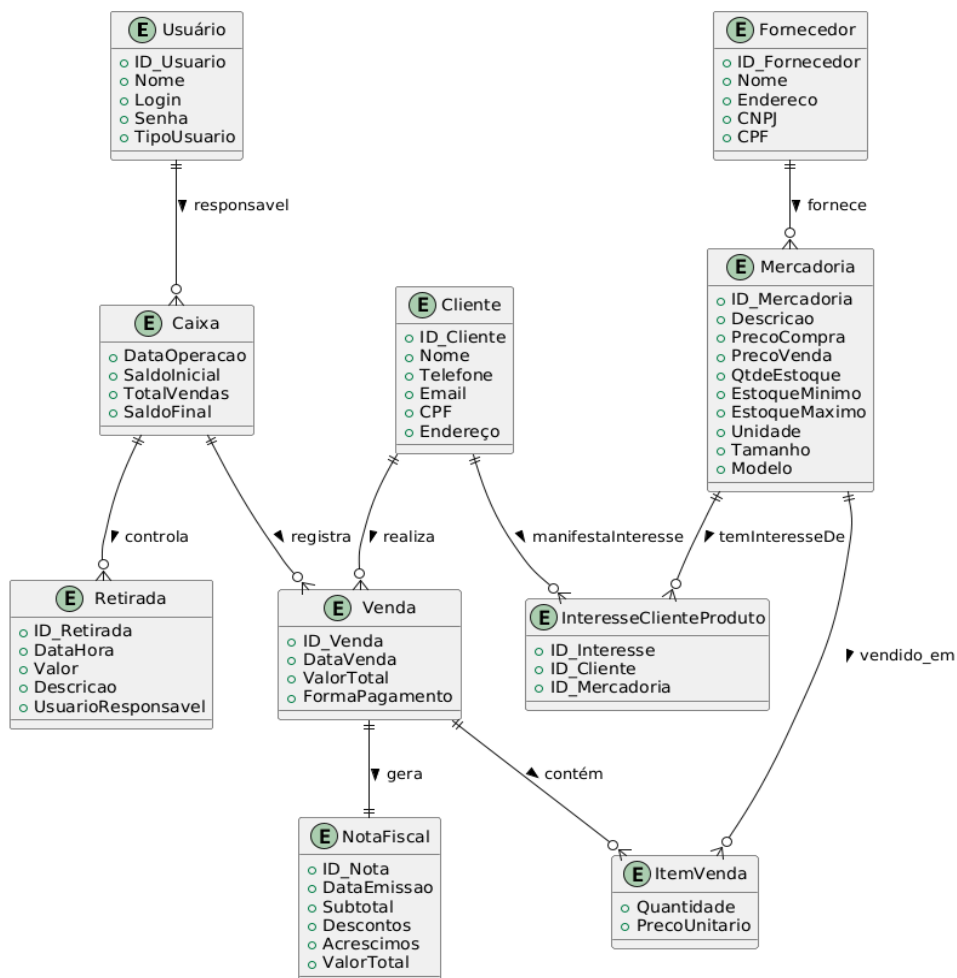 E Usuário
ID_Usuario
Nome
Login
Senha
TipoUsuario
E Fornecedor
ID_Fornecedor
Nome
Endereco
CNPJ
CPF
responsavel
fornece
E Caixa
DataOperacao
SaldoInicial
TotalVendas
SaldoFinal
E Cliente
ID_Cliente
Nome
Telefone
Email
CPF
Endereço
E Mercadoria
ID_Mercadoria
Descricao
PrecoCompra
PrecoVenda
QtdeEstoque
EstoqueMinimo
EstoqueMaximo
Unidade
Tamanho
Modelo
controla
registra
realiza
manifestaInteresse
temInteresseDe
E Retirada
ID_Retirada
DataHora
Valor
Descricao
UsuarioResponsavel
E Venda
ID_Venda
DataVenda
ValorTotal
FormaPagamento
E InteresseClienteProduto
ID_Interesse
ID_Cliente
ID_Mercadoria
vendido_em
gera
contém
E NotaFiscal
ID_Nota
DataEmissao
Subtotal
Descontos
Acrescimos
ValorTotal
E ItemVenda
Quantidade
PrecoUnitario